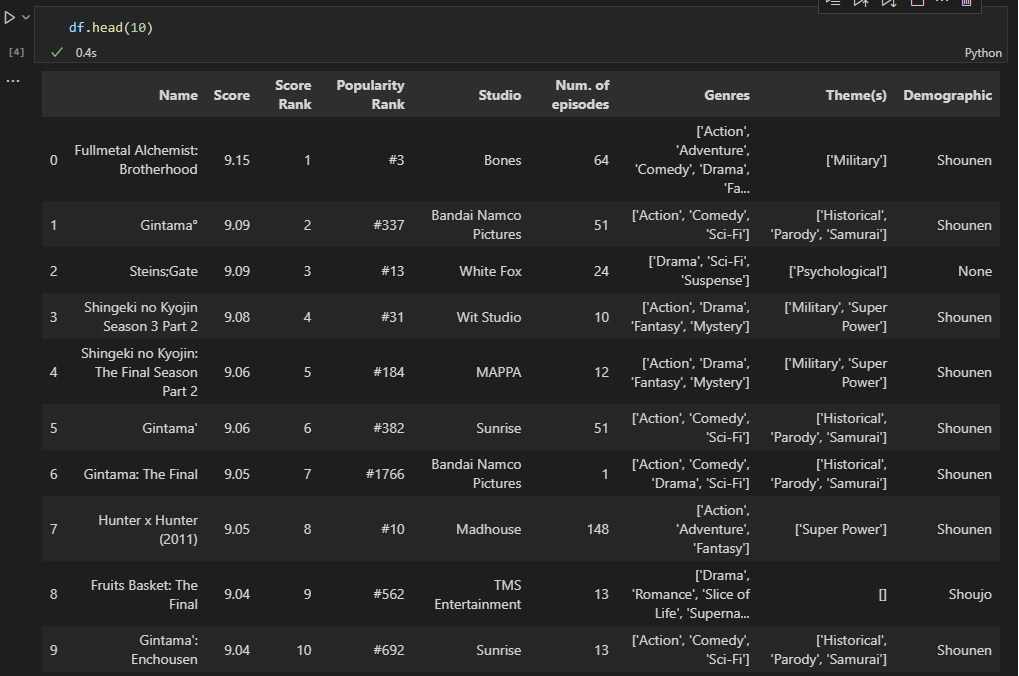 df.head(10)
[4]
0.4s
Python
...
Name Score Score Rank Popularity Rank Studio Num. of episodes Genres Theme(s) Demographic
0 Fullmetal Alchemist: Brotherhood 9.15 1 #3 Bones 64 ['Action', 'Adventure', 'Comedy', 'Drama', 'Fa... ['Military'] Shounen
1 Gintama° 9.09 2 #337 Bandai Namco Pictures 51 ['Action', 'Comedy', 'Sci-Fi'] ['Historical', 'Parody', 'Samurai'] Shounen
2 Steins;Gate 9.09 3 #13 White Fox 24 ['Drama', 'Sci-Fi', 'Suspense'] ['Psychological'] None
3 Shingeki no Kyojin Season 3 Part 2 9.08 4 #31 Wit Studio 10 ['Action', 'Drama', 'Fantasy', 'Mystery'] ['Military', 'Super Power'] Shounen
4 Shingeki no Kyojin: The Final Season Part 2 9.06 5 #184 MAPPA 12 ['Action', 'Drama', 'Fantasy', 'Mystery'] ['Military', 'Super Power'] Shounen
5 Gintama' 9.06 6 #382 Sunrise 51 ['Action', 'Comedy', 'Sci-Fi'] ['Historical', 'Parody', 'Samurai'] Shounen
6 Gintama: The Final 9.05 7 #1766 Bandai Namco Pictures 1 ['Action', 'Comedy', 'Drama', 'Sci-Fi'] ['Historical', 'Parody', 'Samurai'] Shounen
7 Hunter x Hunter (2011) 9.05 8 #10 Madhouse 148 ['Action', 'Adventure', 'Fantasy'] ['Super Power'] Shounen
8 Fruits Basket: The Final 9.04 9 #562 TMS Entertainment 13 ['Drama', 'Romance', 'Slice of Life', 'Superna... [] Shoujo
9 Gintama': Enchousen 9.04 10 #692 Sunrise 13 ['Action', 'Comedy', 'Sci-Fi'] ['Historical', 'Parody', 'Samurai'] Shounen